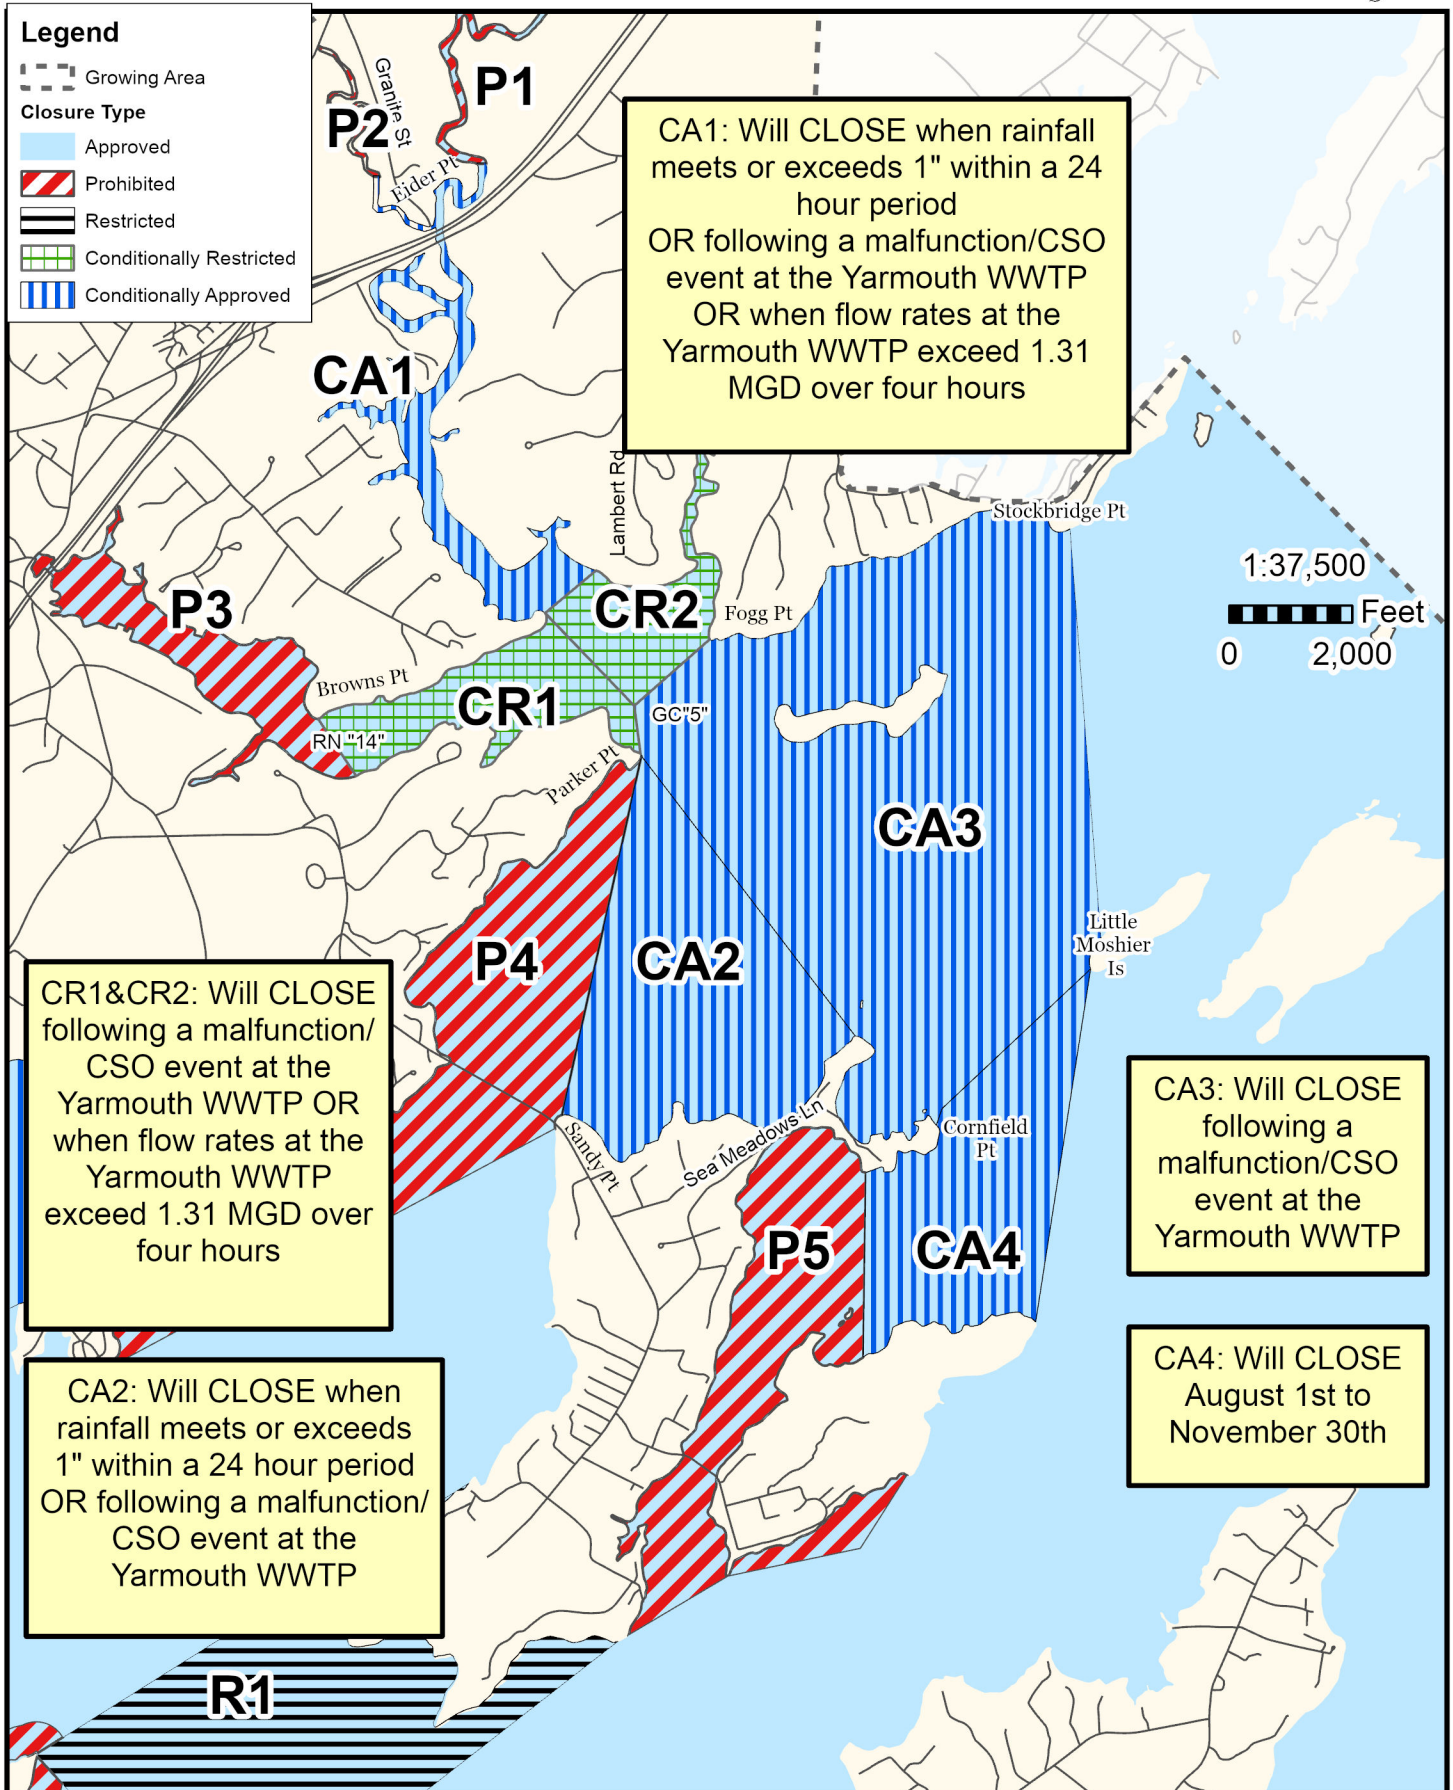 Legend
Growing Area
Closure Type
Approved
Prohibited
Restricted
Conditionally Restricted
Conditionally Approved
P1
P2
Granite St
Eider Pt
CA1: Will CLOSE when rainfall
meets or exceeds 1" within a 24
hour period
OR following a malfunction/CSO
event at the Yarmouth WWTP
OR when flow rates at the
Yarmouth WWTP exceed 1.31
MGD over four hours
CA1
Lambert Rd
Stockbridge Pt
1:37,500
Feet
0 2,000
P3
CR2
Fogg Pt
Browns Pt
CR1
GC"5"
RN "14"
Parker Pt
CA3
Little
Moshier
Is
P4
CA2
CR1&CR2: Will CLOSE
following a malfunction/
CSO event at the
Yarmouth WWTP OR
when flow rates at the
Yarmouth WWTP
exceed 1.31 MGD over
four hours
CA3: Will CLOSE
following a
malfunction/CSO
event at the
Yarmouth WWTP
Sandy Pt
Sea Meadows Ln
Cornfield
Pt
P5
CA4
CA4: Will CLOSE
August 1st to
November 30th
CA2: Will CLOSE when
rainfall meets or exceeds
1" within a 24 hour period
OR following a malfunction/
CSO event at the
Yarmouth WWTP
R1